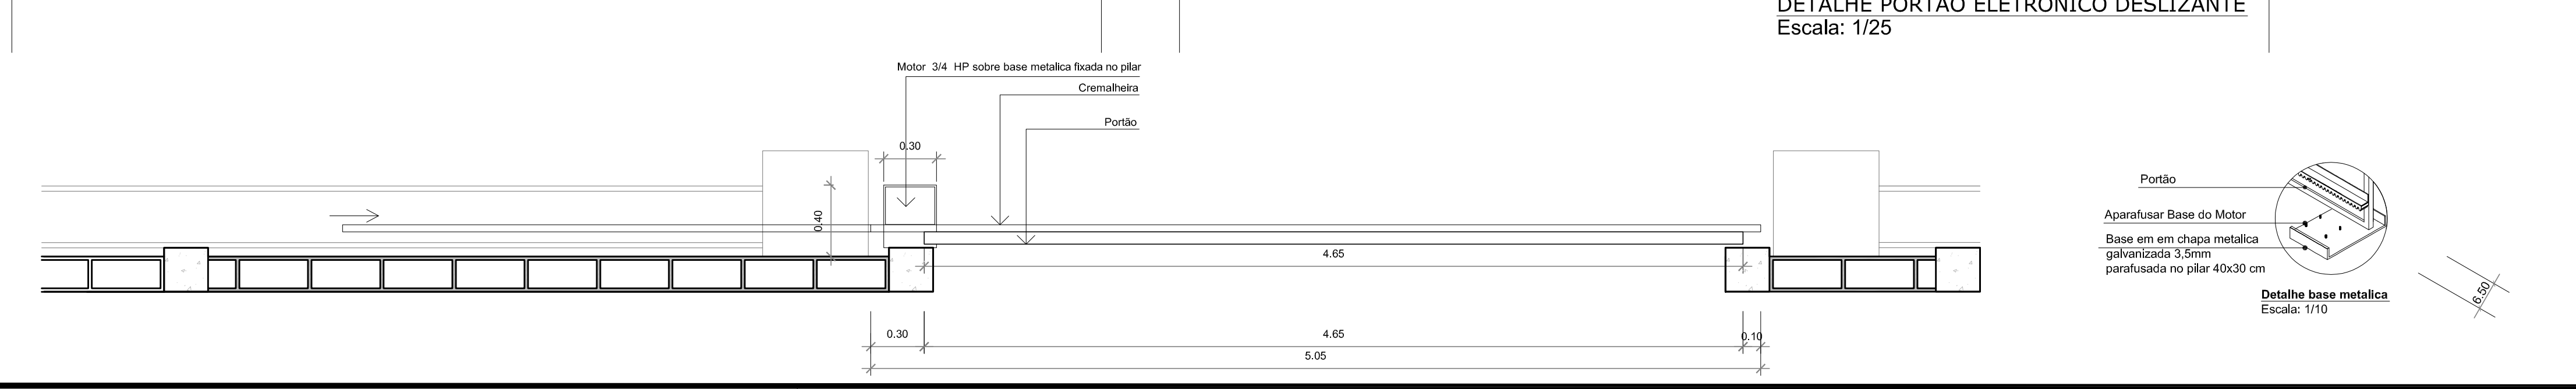 DETALHE PORTAO ELETRONICO DESLIZANTE
Escala: 1/25
Motor 3/4 HP sobre base metalica fixada no pilar
Cremalheira
Portão
0.30
0.40
4.65
0.30
4.65
0.10
5.05
Portão
Aparafusar Base do Motor
Base em em chapa metalica
galvanizada 3,5mm
parafusada no pilar 40x30 cm
Detalhe base metalica
Escala: 1/10
6.50